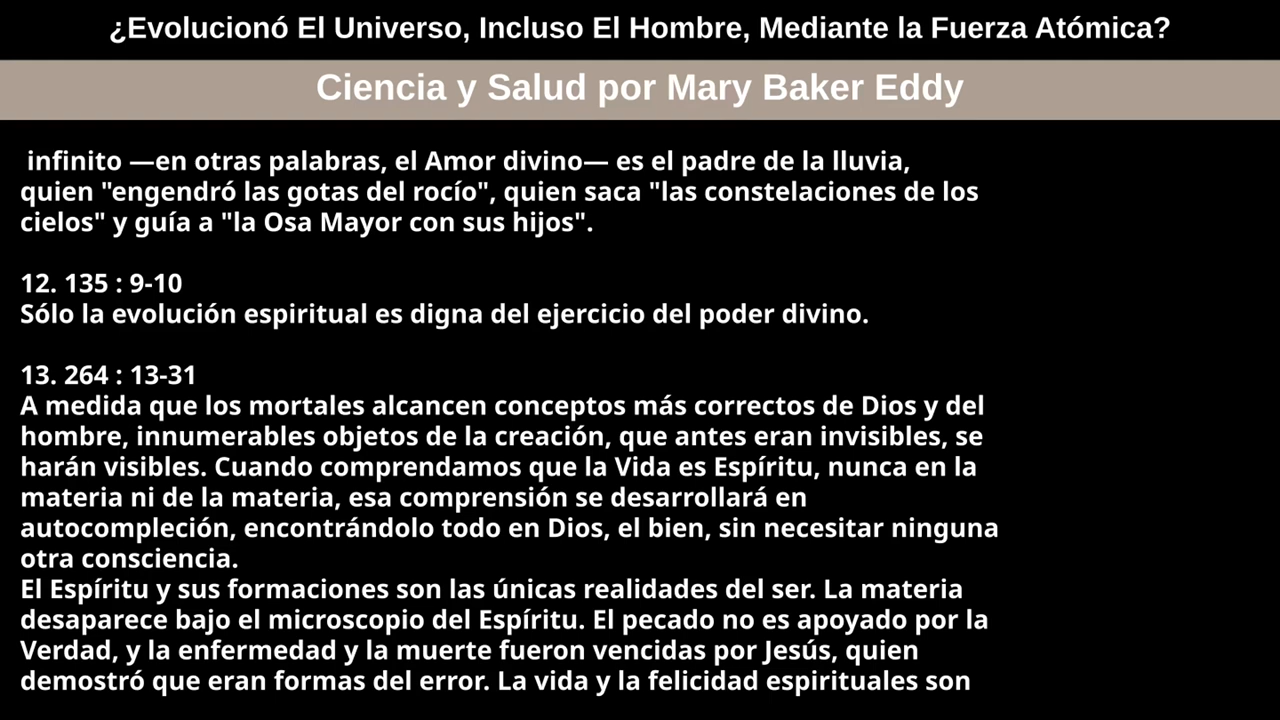 ¿Evolucionó El Universo, Incluso El Hombre, Mediante la Fuerza Atómica?
Ciencia y Salud por Mary Baker Eddy
infinito —en otras palabras, el Amor divino— es el padre de la lluvia,
quien "engendró las gotas del rocío", quien saca "las constelaciones de los
cielos" y guía a "la Osa Mayor con sus hijos".
12. 135 : 9-10
Sólo la evolución espiritual es digna del ejercicio del poder divino.
13. 264 : 13-31
A medida que los mortales alcancen conceptos más correctos de Dios y del
hombre, innumerables objetos de la creación, que antes eran invisibles, se
harán visibles. Cuando comprendamos que la Vida es Espíritu, nunca en la
materia ni de la materia, esa comprensión se desarrollará en
autocompleción, encontrándolo todo en Dios, el bien, sin necesitar ninguna
otra consciencia.
El Espíritu y sus formaciones son las únicas realidades del ser. La materia
desaparece bajo el microscopio del Espíritu. El pecado no es apoyado por la
Verdad, y la enfermedad y la muerte fueron vencidas por Jesús, quien
demostró que eran formas del error. La vida y la felicidad espirituales son